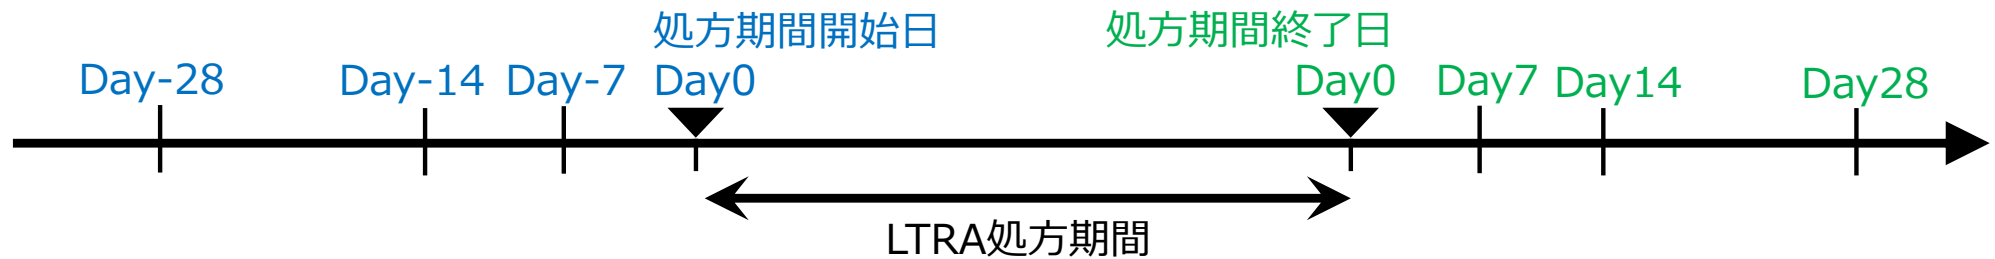 処方期間開始日 処方期間終了日
Day-28 Day-14 Day-7 Day0 Day0 Day7 Day14 Day28
LTRA処方期間